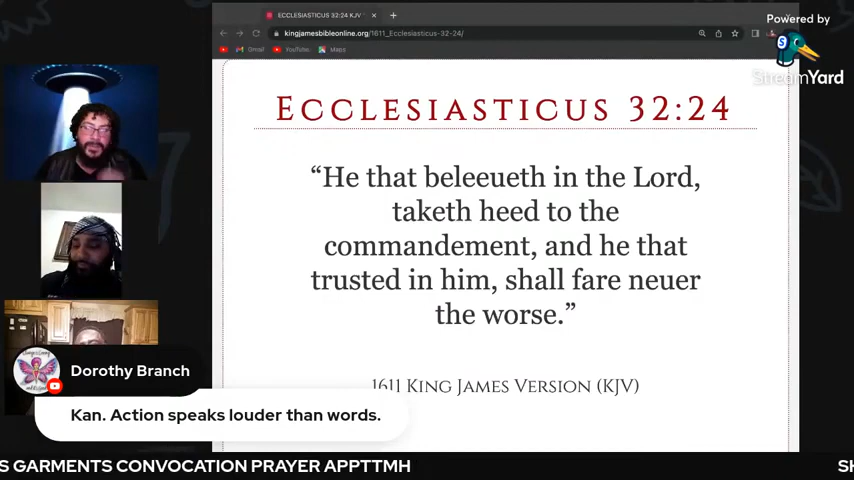 ECCLESIASTICUS 32:24 KJV
kingjamesbibleonline.org/1611_Ecclesiasticus-32-24/
Gmail
YouTube
Maps
Powered by
StreamYard
ECCLESIASTICUS 32:24
“He that beleeueth in the Lord,
taketh heed to the
commandement, and he that
trusted in him, shall fare neuer
the worse.”
1611 KING JAMES VERSION (KJV)
Dorothy Branch
Kan. Action speaks louder than words.
S GARMENTS CONVOCATION PRAYER APPTTMH
SH